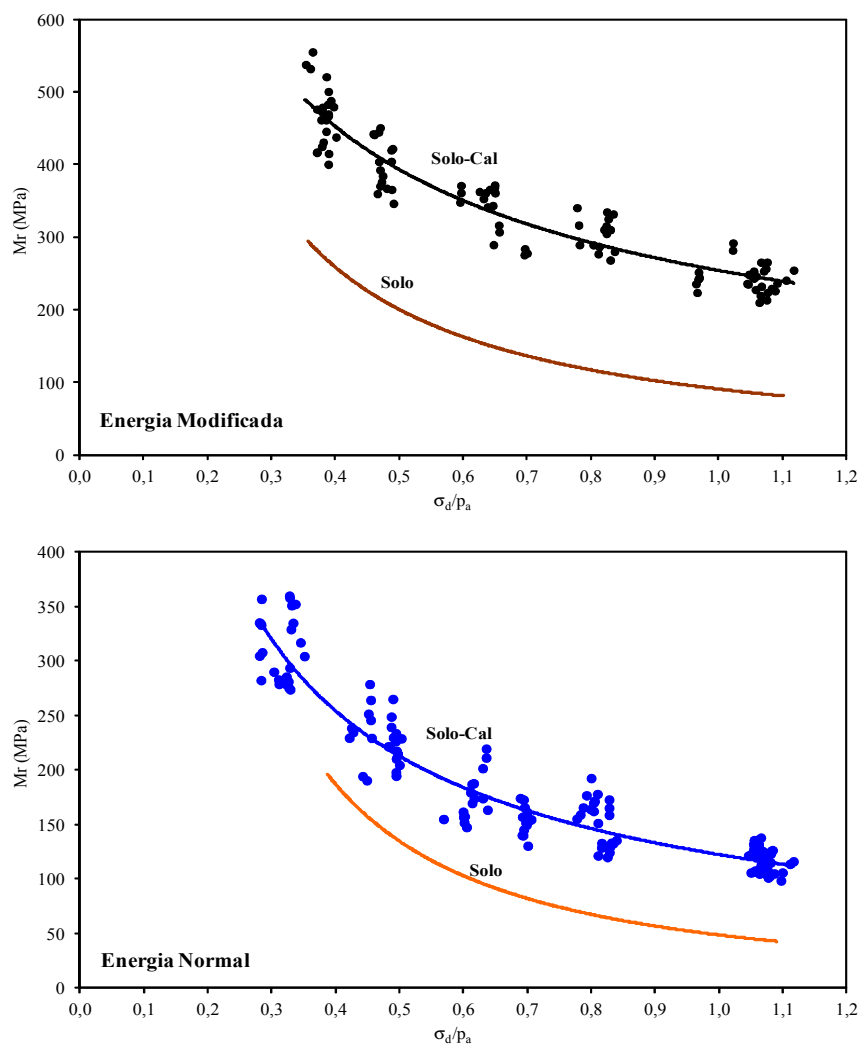 600
500
400
300
200
100
0
Mr (MPa)
Solo-Cal
Solo
Energia Modificada
0,0 0,1 0,2 0,3 0,4 0,5 0,6 0,7 0,8 0,9 1,0 1,1 1,2
σd/pa
400
350
300
250
200
150
100
50
0
Mr (MPa)
Solo-Cal
Solo
Energia Normal
0,0 0,1 0,2 0,3 0,4 0,5 0,6 0,7 0,8 0,9 1,0 1,1 1,2
σd/pa